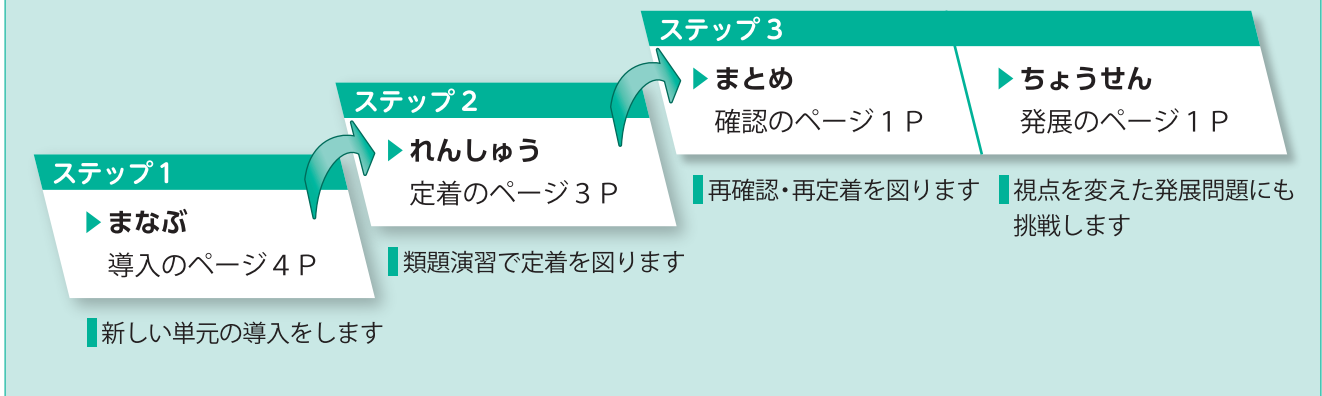 ステップ1
まなぶ
導入のページ4P
新しい単元の導入をします
ステップ2
れんしゅう
定着のページ3P
類題演習で定着を図ります
ステップ3
まとめ
確認のページ1P
再確認・再定着を図ります
ちょうせん
発展のページ1P
視点を変えた発展問題にも
挑戦します